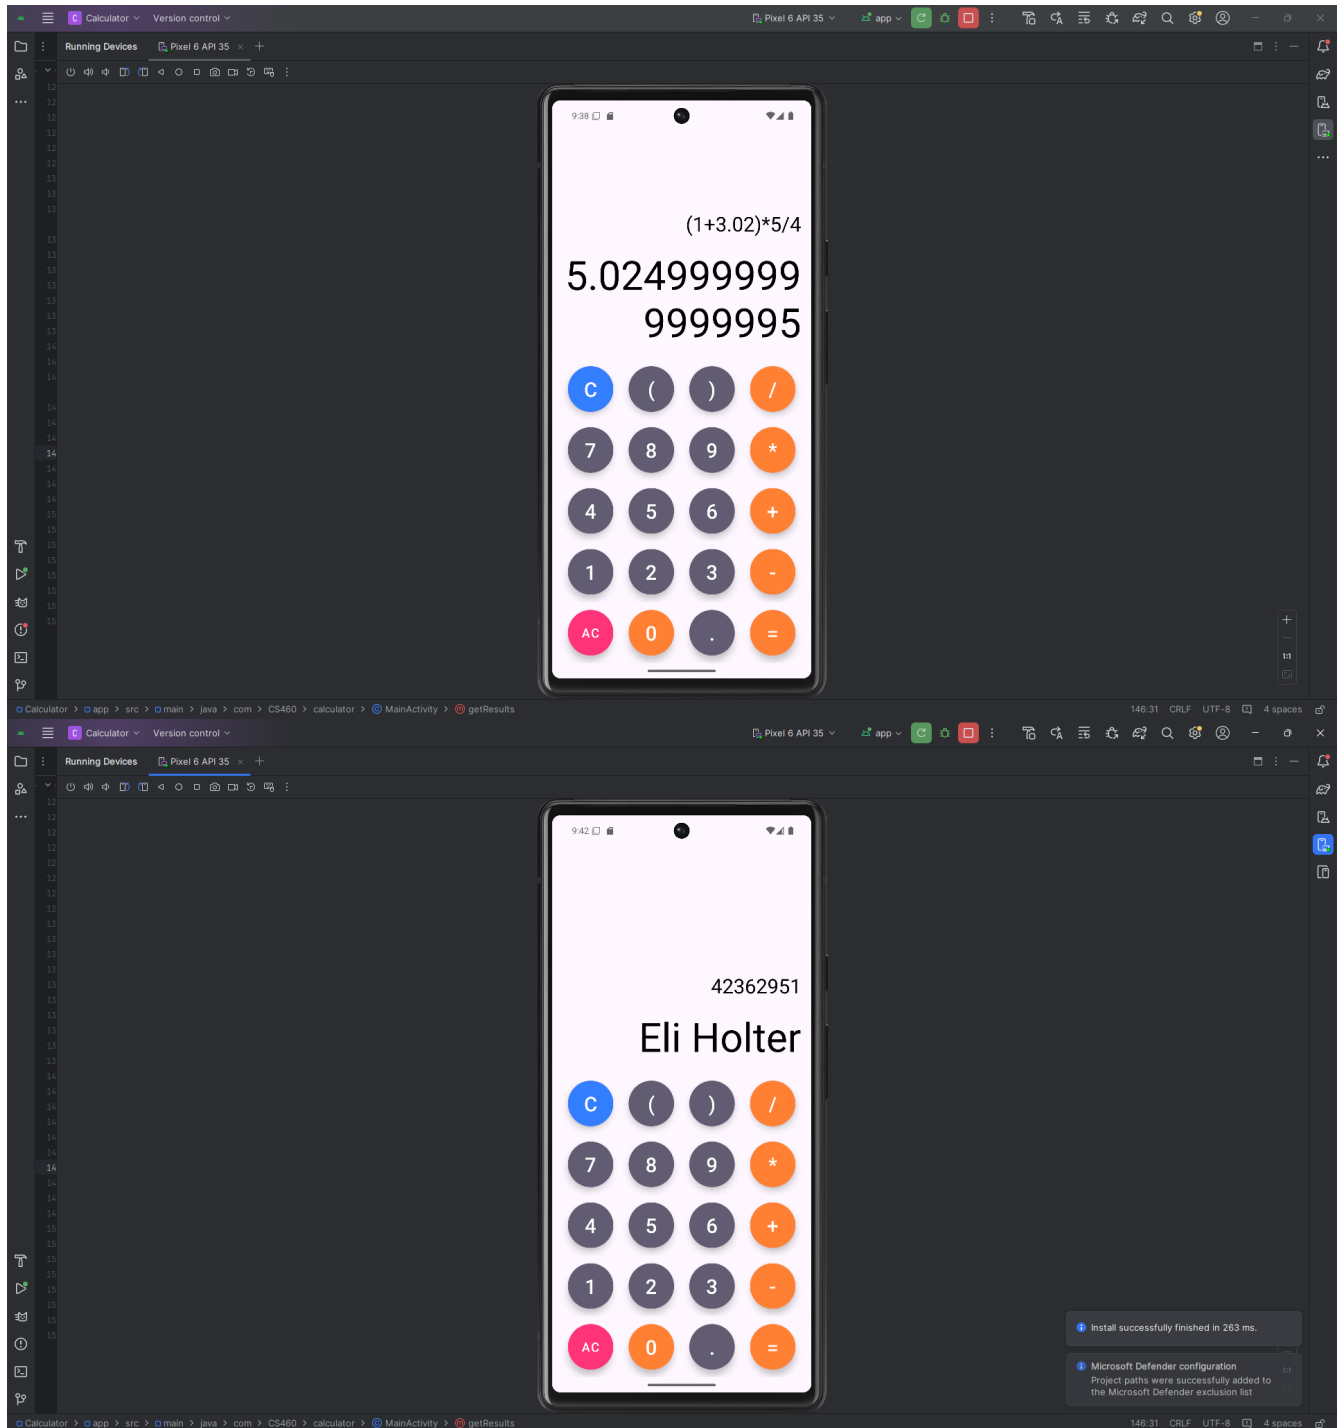 C Calculator Version control Pixel 6 API 35 app
Running Devices Pixel 6 API 35
9:38
(1+3.02)*5/4
5.024999999
9999995
C ( ) /
7 8 9 *
4 5 6 +
1 2 3 -
AC 0 . =
1:1
Calculator > app > src > main > java > com > CS460 > calculator > MainActivity > getResults 146:31 CRLF UTF-8 4 spaces
C Calculator Version control Pixel 6 API 35 app
Running Devices Pixel 6 API 35
9:42
42362951
Eli Holter
C ( ) /
7 8 9 *
4 5 6 +
1 2 3 -
AC 0 . =
Install successfully finished in 263 ms.
Microsoft Defender configuration
Project paths were successfully added to
the Microsoft Defender exclusion list
Calculator > app > src > main > java > com > CS460 > calculator > MainActivity > getResults 146:31 CRLF UTF-8 4 spaces